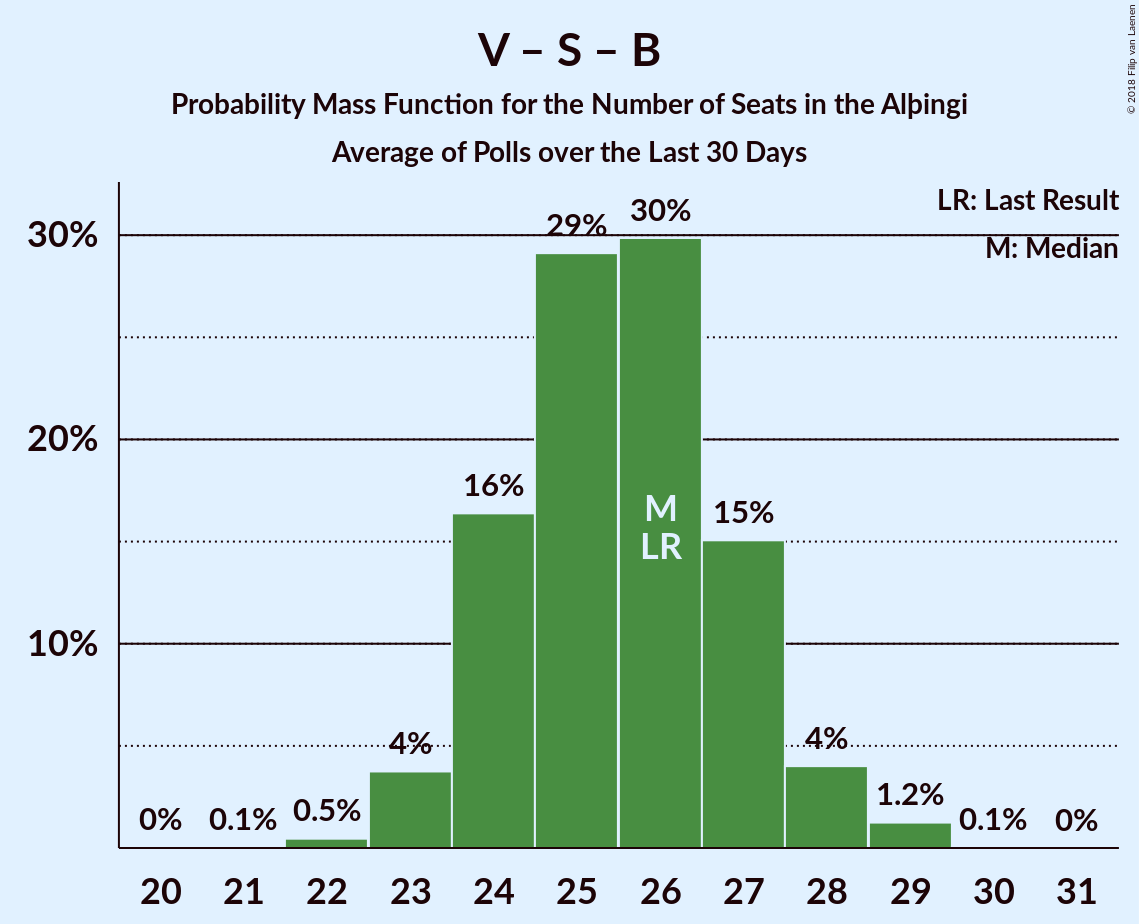 V – S – B
Probability Mass Function for the Number of Seats in the Alþingi
Average of Polls over the Last 30 Days
© 2018 Filip van Laenen
LR: Last Result
M: Median
30%
20%
10%
0%
0.1%
0.5%
4%
16%
29%
30%
15%
4%
1.2%
0.1%
0%
M
LR
20 21 22 23 24 25 26 27 28 29 30 31